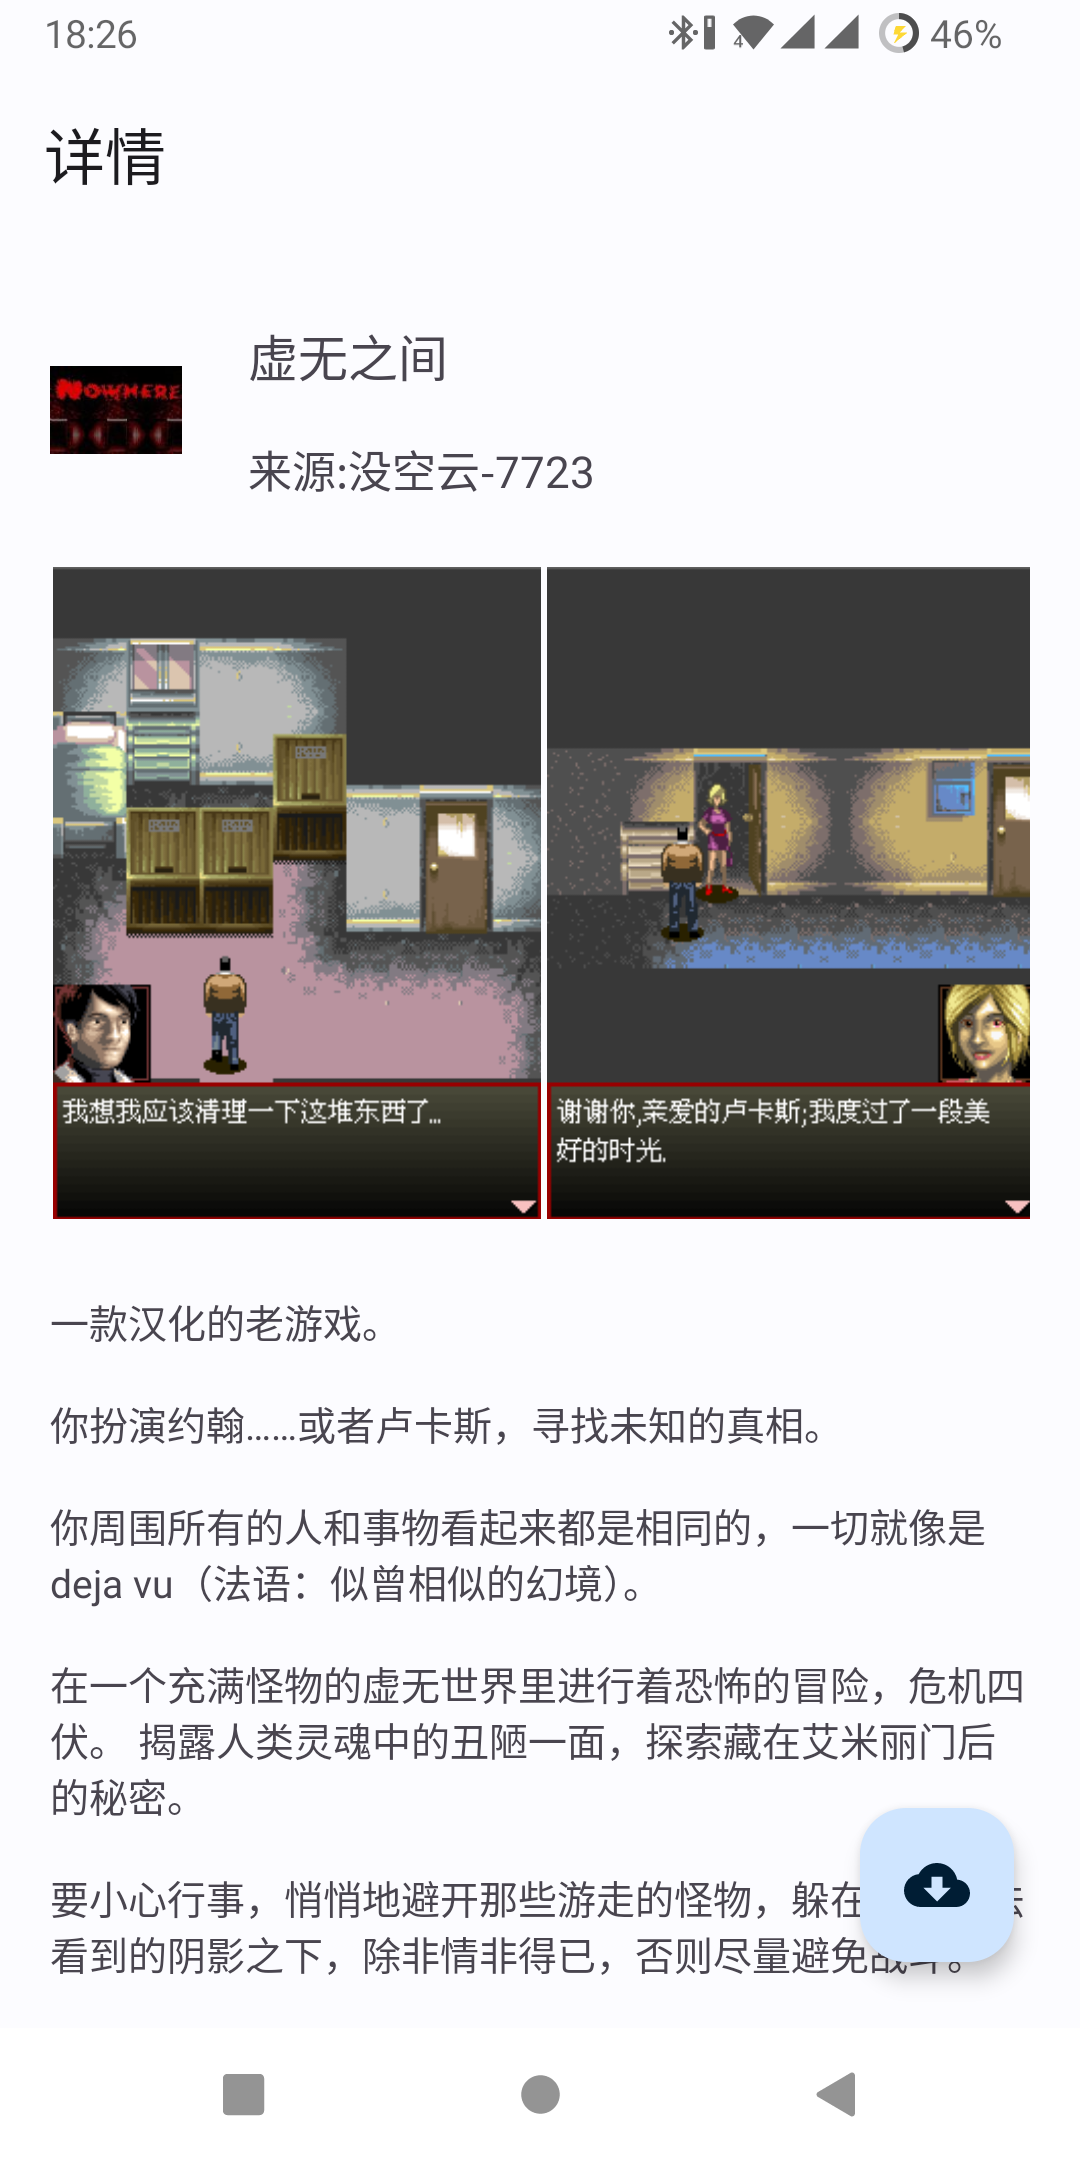 18:26
4
46%
详情
NOWHERE
虚无之间
来源:没空云-7723
我想我应该清理一下这堆东西了...
谢谢你,亲爱的卢卡斯;我度过了一段美
好的时光.
一款汉化的老游戏。
你扮演约翰……或者卢卡斯，寻找未知的真相。
你周围所有的人和事物看起来都是相同的，一切就像是
deja vu（法语：似曾相似的幻境）。
在一个充满怪物的虚无世界里进行着恐怖的冒险，危机四
伏。 揭露人类灵魂中的丑陋一面，探索藏在艾米丽门后
的秘密。
要小心行事，悄悄地避开那些游走的怪物，躲在
看到的阴影之下，除非情非得已，否则尽量避免战斗。